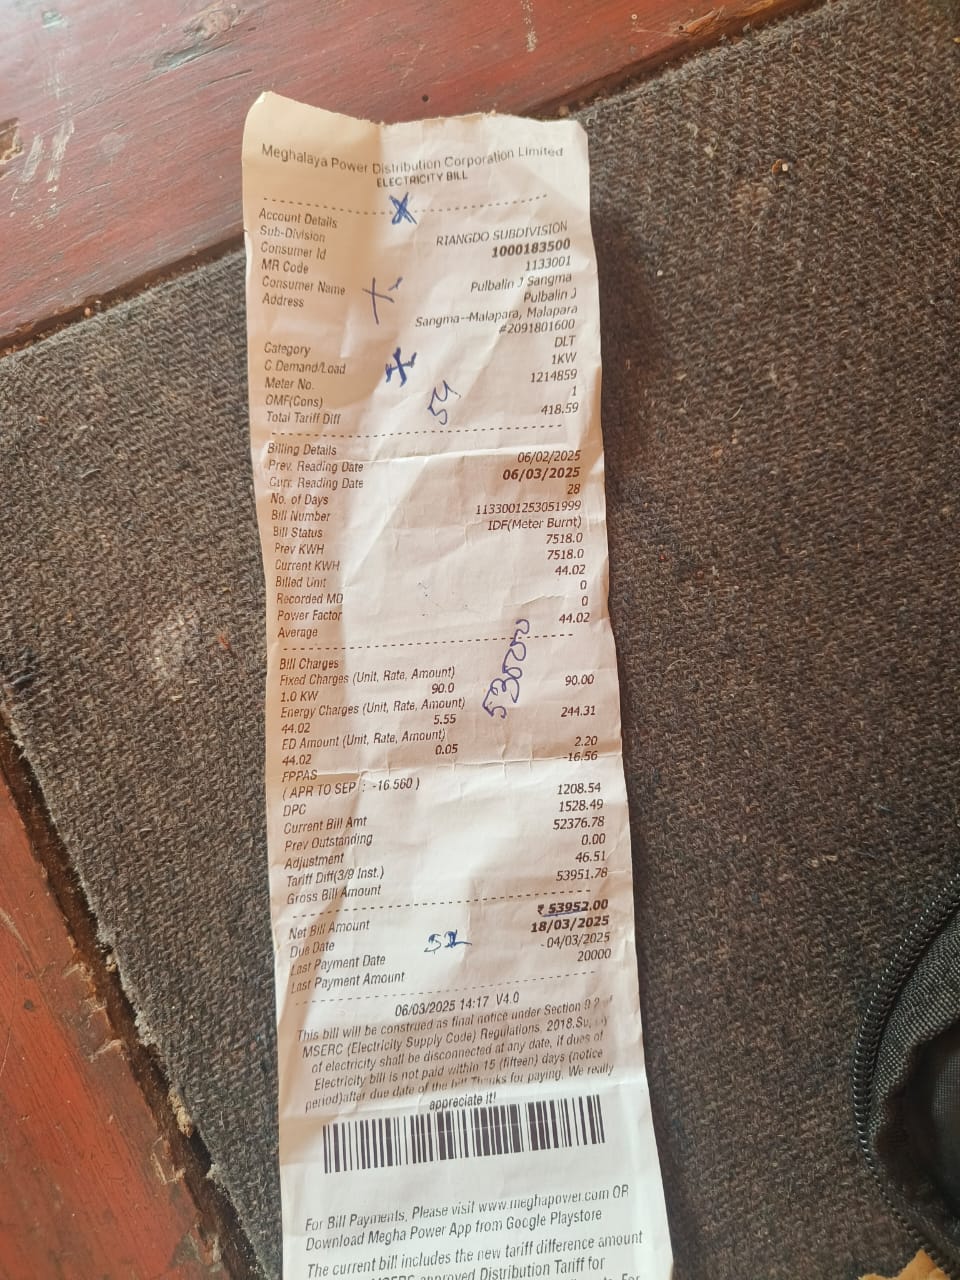 Meghalaya Power Distribution Corporation Limited
ELECTRICITY BILL
Account Details
Sub-Division RIANGDO SUBDIVISION
Consumer Id 1000183500
MR Code 1133001
Consumer Name Pulbalin J Sangma
Address Pulbalin J
Sangma--Malapara, Malapara
#2091801600
Category DLT
C.Demand/Load 1KW
Meter No. 1214859
OMF(Cons) 1
54
Total Tariff Diff 418.59
Billing Details
Prev. Reading Date 06/02/2025
Curr. Reading Date 06/03/2025
No. of Days 28
Bill Number 1133001253051999
Bill Status IDF(Meter Burnt)
Prev KWH 7518.0
Current KWH 7518.0
Billed Unit 44.02
Recorded MD 0
Power Factor 0
Average 44.02
Bill Charges
Fixed Charges (Unit, Rate, Amount)
1.0 KW 90.0 90.00
Energy Charges (Unit, Rate, Amount)
44.02 5.55 244.31
ED Amount (Unit, Rate, Amount)
44.02 0.05 2.20
FPPAS -16.56
( APR TO SEP : -16.560 )
DPC 1208.54
Current Bill Amt 1528.49
Prev Outstanding 52376.78
Adjustment 0.00
Tariff Diff(3/9 Inst.) 46.51
Gross Bill Amount 53951.78
Net Bill Amount ₹ 53952.00
Due Date 18/03/2025
Last Payment Date -04/03/2025
Last Payment Amount 20000
06/03/2025 14:17 V4.0
This bill will be construed as final notice under Section 9.2 of
MSERC (Electricity Supply Code) Regulations, 2018.
of electricity shall be disconnected at any date, if dues of
Electricity bill is not paid within 15 (fifteen) days (notice
period)after due date of the bill.Thanks for paying. We really
appreciate it!
For Bill Payments, Please visit www.meghapower.com OR
Download Megha Power App from Google Playstore
The current bill includes the new tariff difference amount
MSERC approved Distribution Tariff for